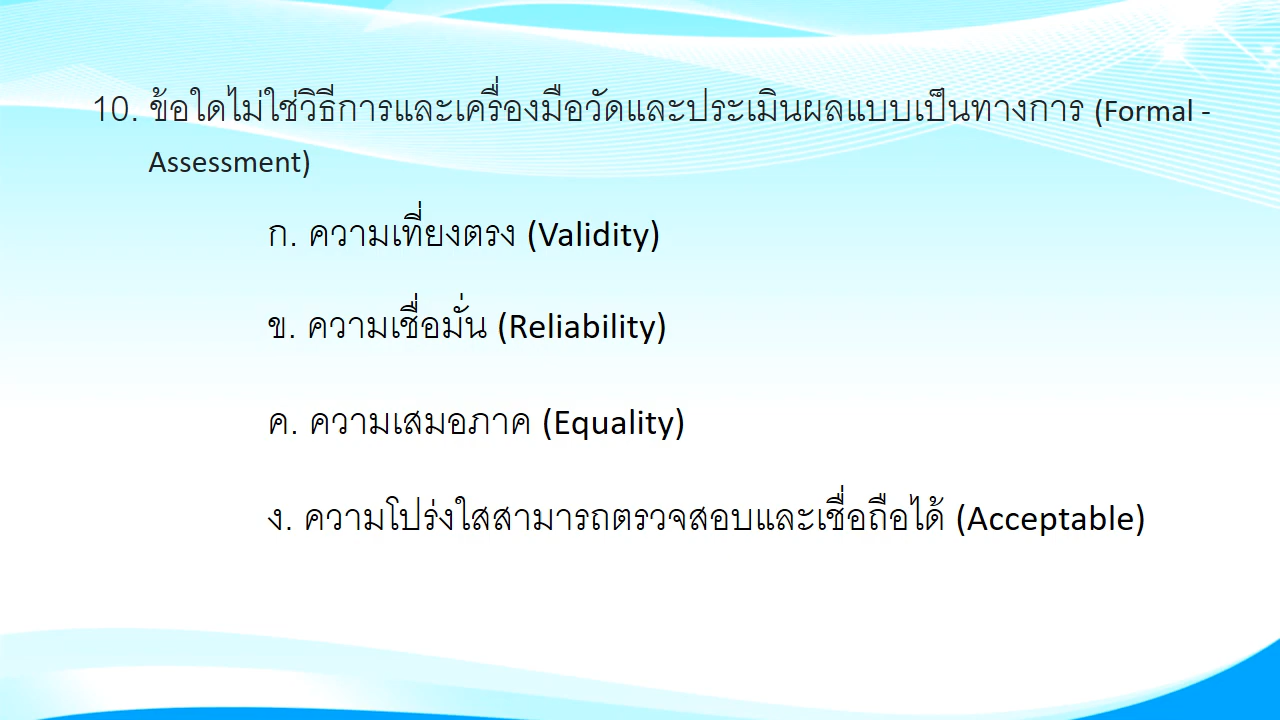 10. ข้อใดไม่ใช่วิธีการและเครื่องมือวัดและประเมินผลแบบเป็นทางการ (Formal -
Assessment)
ก. ความเที่ยงตรง (Validity)
ข. ความเชื่อมั่น (Reliability)
ค. ความเสมอภาค (Equality)
ง. ความโปร่งใสสามารถตรวจสอบและเชื่อถือได้ (Acceptable)